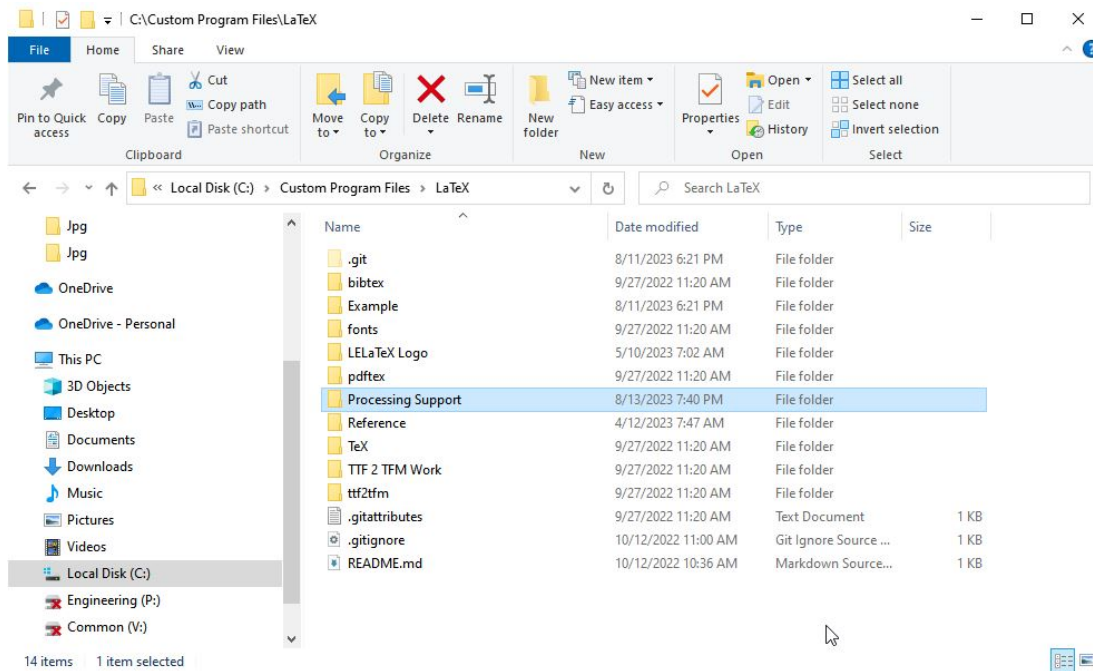 C:\Custom Program Files\LaTeX
File Home Share View
Pin to Quick access
Copy
Paste
Cut
Copy path
Paste shortcut
Clipboard
Move to
Copy to
Delete
Rename
Organize
New folder
New item
Easy access
New
Properties
Open
Edit
History
Open
Select all
Select none
Invert selection
Select
« Local Disk (C:) › Custom Program Files › LaTeX
Search LaTeX
Jpg
Jpg
OneDrive
OneDrive - Personal
This PC
3D Objects
Desktop
Documents
Downloads
Music
Pictures
Videos
Local Disk (C:)
Engineering (P:)
Common (V:)
Name Date modified Type Size
.git 8/11/2023 6:21 PM File folder
bibtex 9/27/2022 11:20 AM File folder
Example 8/11/2023 6:21 PM File folder
fonts 9/27/2022 11:20 AM File folder
LELaTeX Logo 5/10/2023 7:02 AM File folder
pdftex 9/27/2022 11:20 AM File folder
Processing Support 8/13/2023 7:40 PM File folder
Reference 4/12/2023 7:47 AM File folder
TeX 9/27/2022 11:20 AM File folder
TTF 2 TFM Work 9/27/2022 11:20 AM File folder
ttf2tfm 9/27/2022 11:20 AM File folder
.gitattributes 9/27/2022 11:20 AM Text Document 1 KB
.gitignore 10/12/2022 11:00 AM Git Ignore Source ... 1 KB
README.md 10/12/2022 10:36 AM Markdown Source... 1 KB
14 items 1 item selected